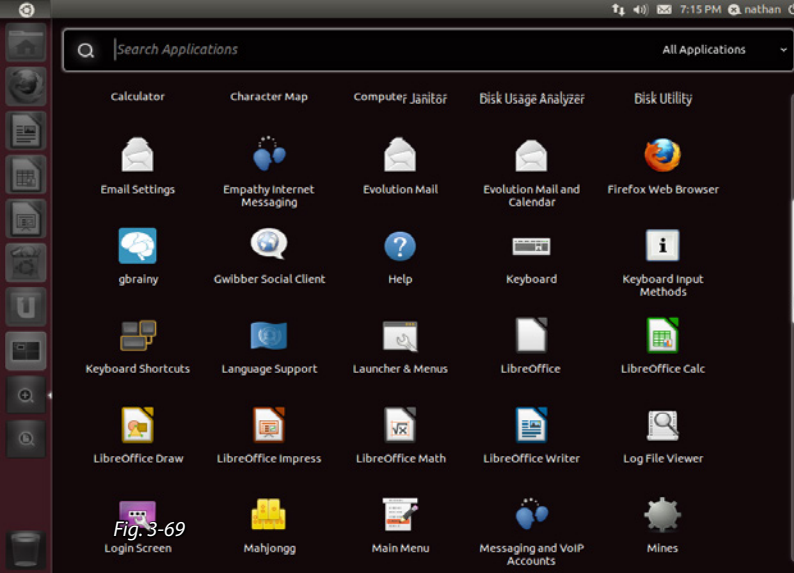 7:15 PM nathan
Search Applications All Applications
Calculator Character Map Computer Janitor Disk Usage Analyzer Disk Utility
Email Settings Empathy Internet Evolution Mail Evolution Mail and Firefox Web Browser
Messaging Calendar
gbrainy Gwibber Social Client Help Keyboard Keyboard Input
Methods
Keyboard Shortcuts Language Support Launcher & Menus LibreOffice LibreOffice Calc
LibreOffice Draw LibreOffice Impress LibreOffice Math LibreOffice Writer Log File Viewer
Fig. 3-69
Login Screen Mahjongg Main Menu Messaging and VoIP Mines
Accounts